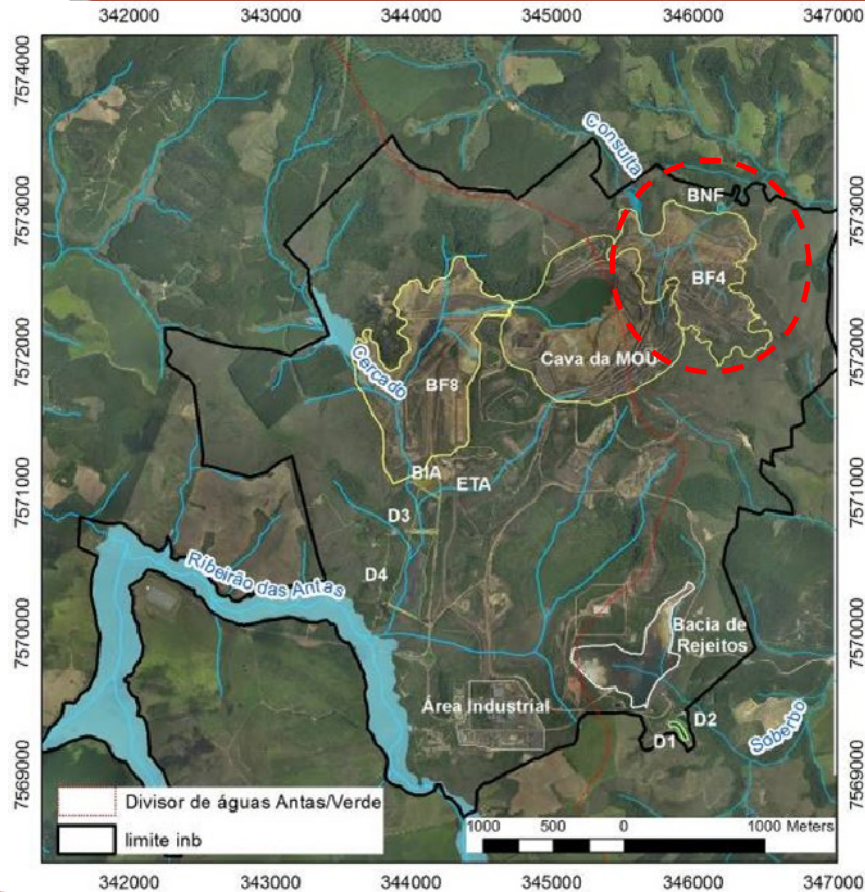 342000 343000 344000 345000 346000 347000
7574000
7573000
7572000
7571000
7570000
7569000
Consulta
BNF
BF4
Cava da MOU
Cercado
BF8
BIA
ETA
D3
D4
Ribeirão das Antas
Bacia de
Rejeitos
Área Industrial
D2
D1
Soberbo
Divisor de águas Antas/Verde
limite inb
1000 500 0 1000 Meters
7574000
7573000
7572000
7571000
7570000
7569000
342000 343000 344000 345000 346000 347000